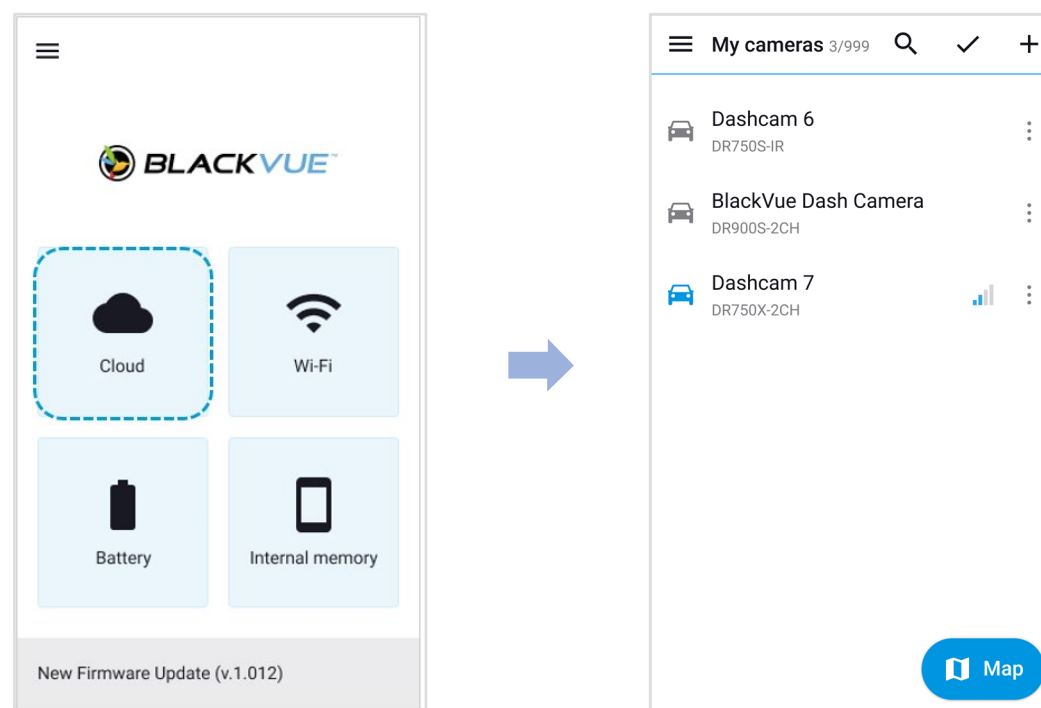 BLACKVUE™
Cloud
Wi-Fi
Battery
Internal memory
New Firmware Update (v.1.012)
My cameras 3/999
Dashcam 6
DR750S-IR
BlackVue Dash Camera
DR900S-2CH
Dashcam 7
DR750X-2CH
Map